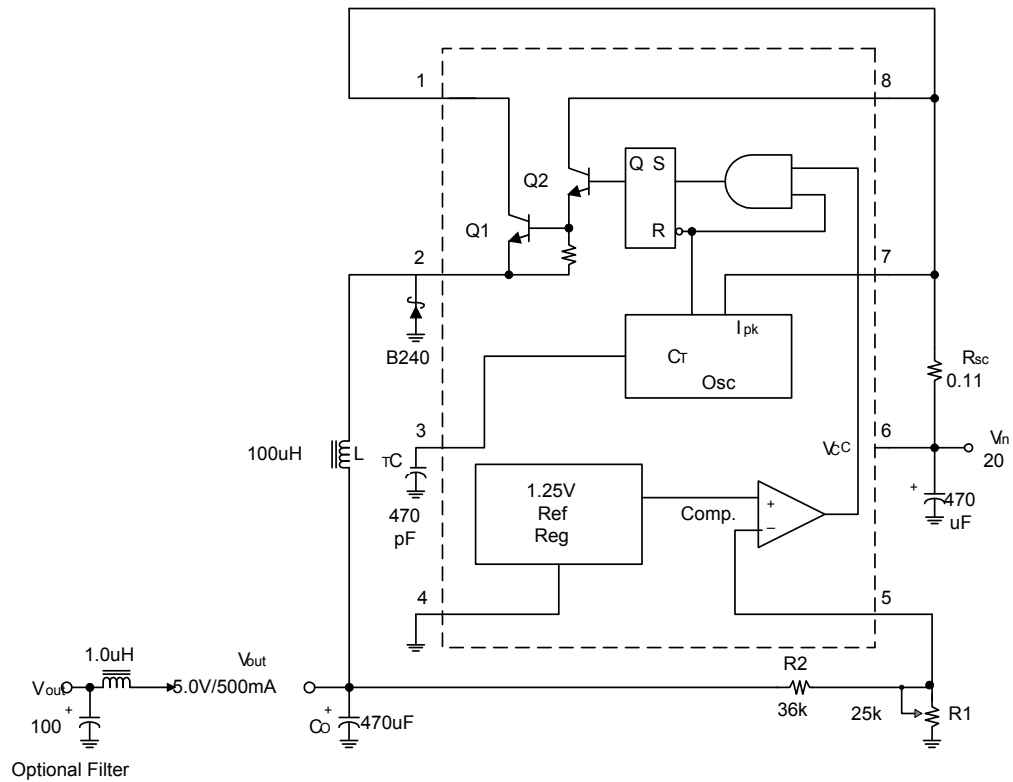 1
8
Q2
Q S
Q1
R
2
7
Ipk
B240
CT
Osc
Rsc
0.11
3
6
100uH
L
TC
VCC
Vin
20
470
pF
1.25V
Ref
Reg
Comp.
+
−
+
470
uF
4
5
1.0uH
Vout
R2
Vout
5.0V/500mA
+
100
+
CO
470uF
36k
25k
R1
Optional Filter